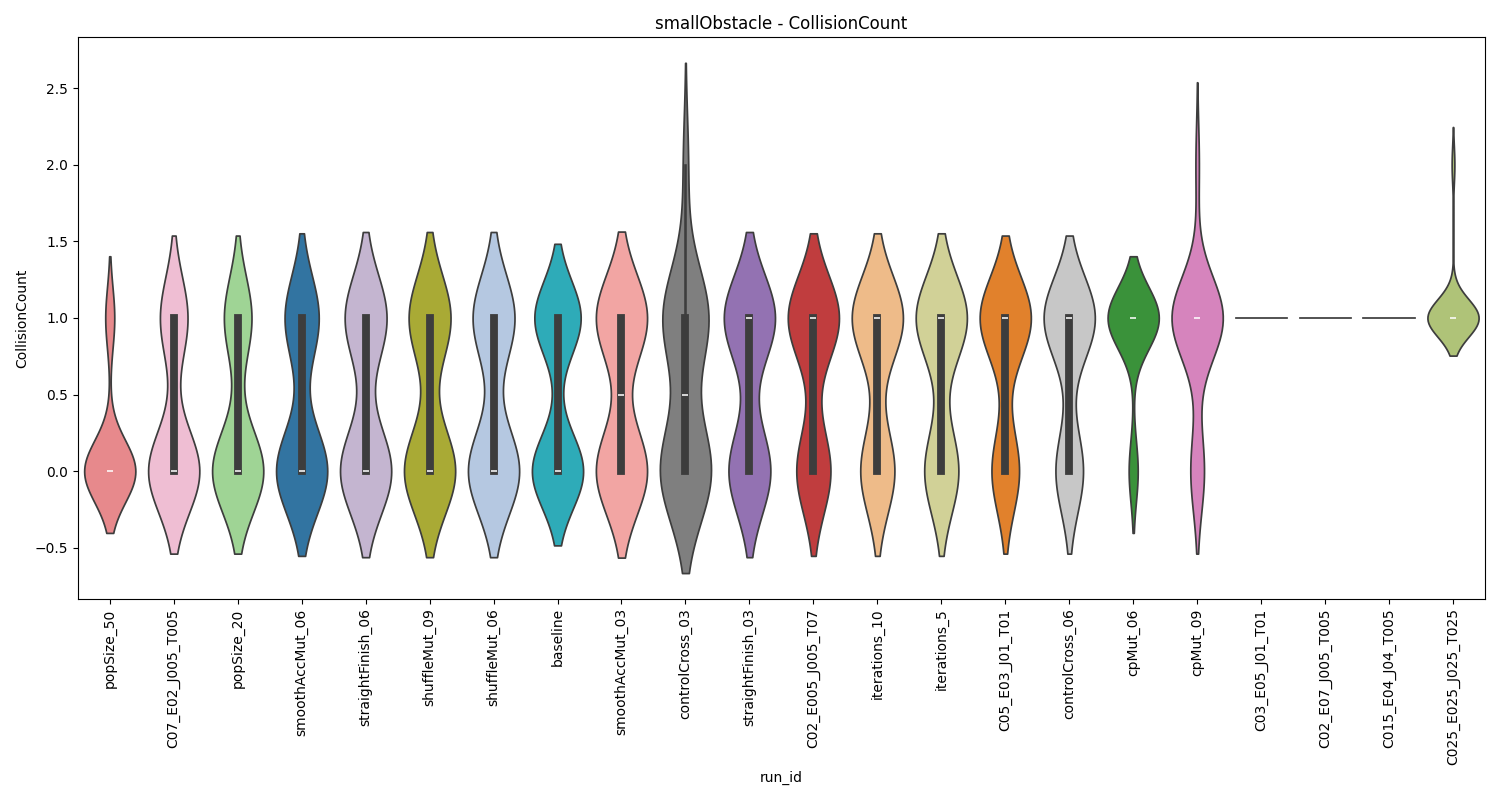 smallObstacle - CollisionCount
CollisionCount
2.5
2.0
1.5
1.0
0.5
0.0
−0.5
popSize_50
C07_E02_J005_T005
popSize_20
smoothAccMut_06
straightFinish_06
shuffleMut_09
shuffleMut_06
baseline
smoothAccMut_03
controlCross_03
straightFinish_03
C02_E005_J005_T07
iterations_10
iterations_5
C05_E03_J01_T01
controlCross_06
cpMut_06
cpMut_09
C03_E05_J01_T01
C02_E07_J005_T005
C015_E04_J04_T005
C025_E025_J025_T025
run_id